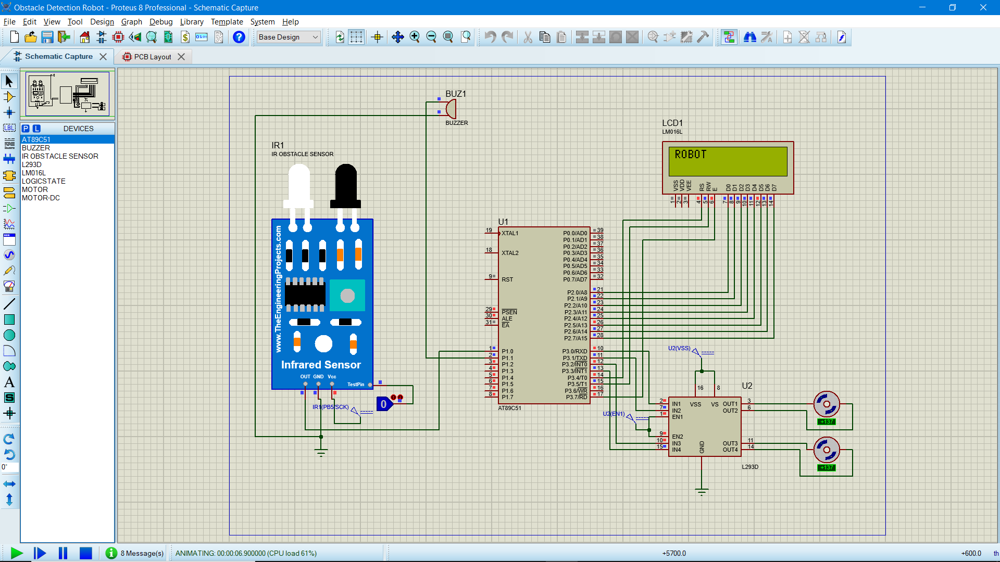 Obstacle Detection Robot - Proteus 8 Professional - Schematic Capture
File Edit View Tool Design Graph Debug Library Template System Help
Base Design
Schematic Capture
PCB Layout
P L DEVICES
AT89C51
BUZZER
IR OBSTACLE SENSOR
L293D
LM016L
LOGICSTATE
MOTOR
MOTOR-DC
LBL
A
S
0°
BUZ1
BUZZER
IR1
IR OBSTACLE SENSOR
www.TheEngineeringProjects.com
Infrared Sensor
OUT GND Vcc
TestPin
IR1(PB5/SCK)
0
LCD1
LM016L
ROBOT
VSS VDD VEE RS RW E D0 D1 D2 D3 D4 D5 D6 D7
1 2 3 4 5 6 7 8 9 10 11 12 13 14
U1
19 XTAL1 P0.0/AD0 39
P0.1/AD1 38
P0.2/AD2 37
18 XTAL2 P0.3/AD3 36
P0.4/AD4 35
P0.5/AD5 34
P0.6/AD6 33
9 RST P0.7/AD7 32
P2.0/A8 21
P2.1/A9 22
P2.2/A10 23
29 PSEN P2.3/A11 24
30 ALE P2.4/A12 25
31 EA P2.5/A13 26
P2.6/A14 27
P2.7/A15 28
1 P1.0 P3.0/RXD 10
2 P1.1 P3.1/TXD 11
3 P1.2 P3.2/INT0 12
4 P1.3 P3.3/INT1 13
5 P1.4 P3.4/T0 14
6 P1.5 P3.5/T1 15
7 P1.6 P3.6/WR 16
8 P1.7 P3.7/RD 17
AT89C51
U2(VSS)
U2(EN1)
16 8
U2
2 IN1 VSS VS OUT1 3
7 IN2 OUT2 6
1 EN1
9 EN2
10 IN3 GND OUT3 11
15 IN4 OUT4 14
L293D
+137
+137
8 Message(s)
ANIMATING: 00:00:06.900000 (CPU load 61%)
+5700.0
+600.0
th